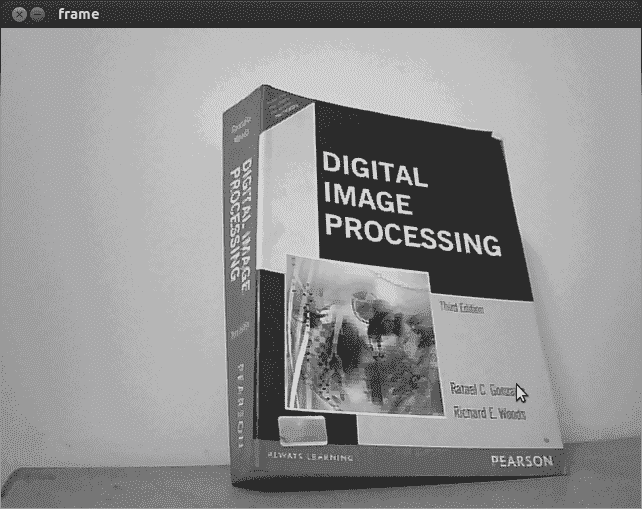 frame
DIGITAL
IMAGE
PROCESSING
Third Edition
Rafael C. Gonza
Richard E. Woods
ALWAYS LEARNING
PEARSON
DIGITAL IMAGE
PROCESSING
PEARSON